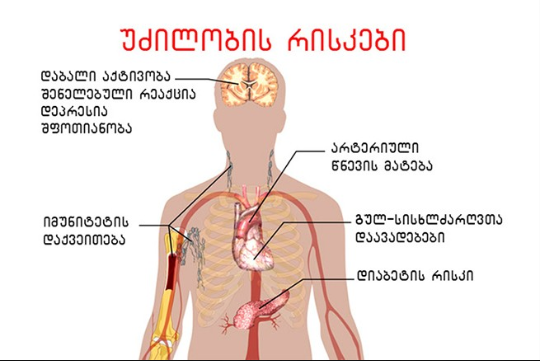 უძილობის რისკები
დაბალი აქტივობა
შენელებული რეაქცია
დეპრესია
შფოთიანობა
არტერიული
წნევის მატება
იმუნიტეტის
დაქვეითება
გულ-სისხლძარღვთა
დაავადებები
დიაბეტის რისკი